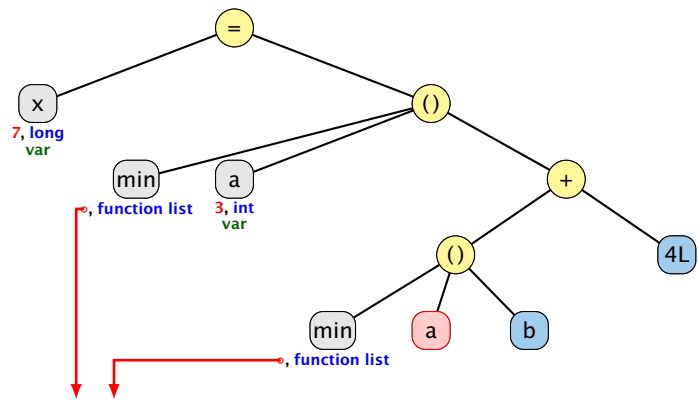 =
x
()
7, long
var
min
a
+
, function list
3, int
var
()
4L
min
a
b
, function list